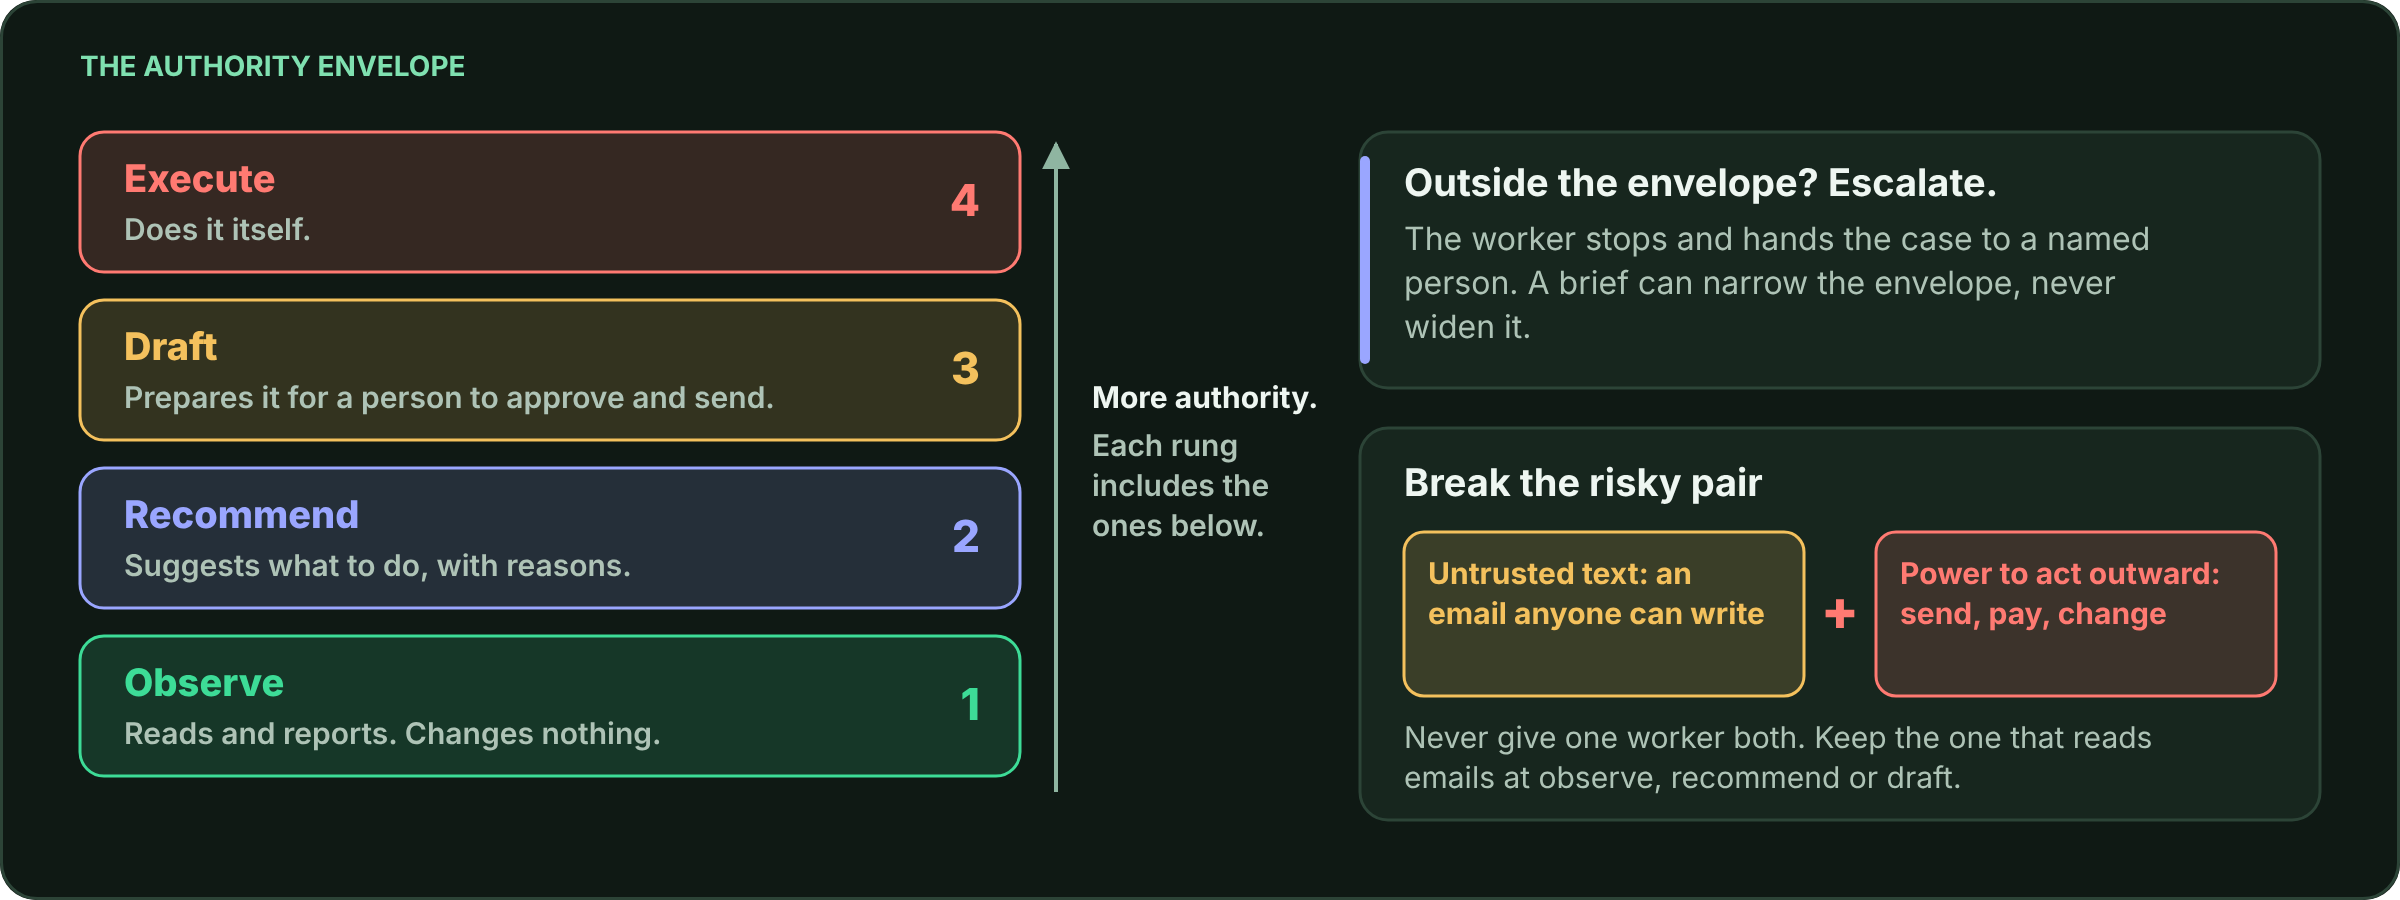 THE AUTHORITY ENVELOPE
Execute
Does it itself.
4
Draft
Prepares it for a person to approve and send.
3
Recommend
Suggests what to do, with reasons.
2
Observe
Reads and reports. Changes nothing.
1
More authority.
Each rung
includes the
ones below.
Outside the envelope? Escalate.
The worker stops and hands the case to a named
person. A brief can narrow the envelope, never
widen it.
Break the risky pair
Untrusted text: an
email anyone can write
+
Power to act outward:
send, pay, change
Never give one worker both. Keep the one that reads
emails at observe, recommend or draft.